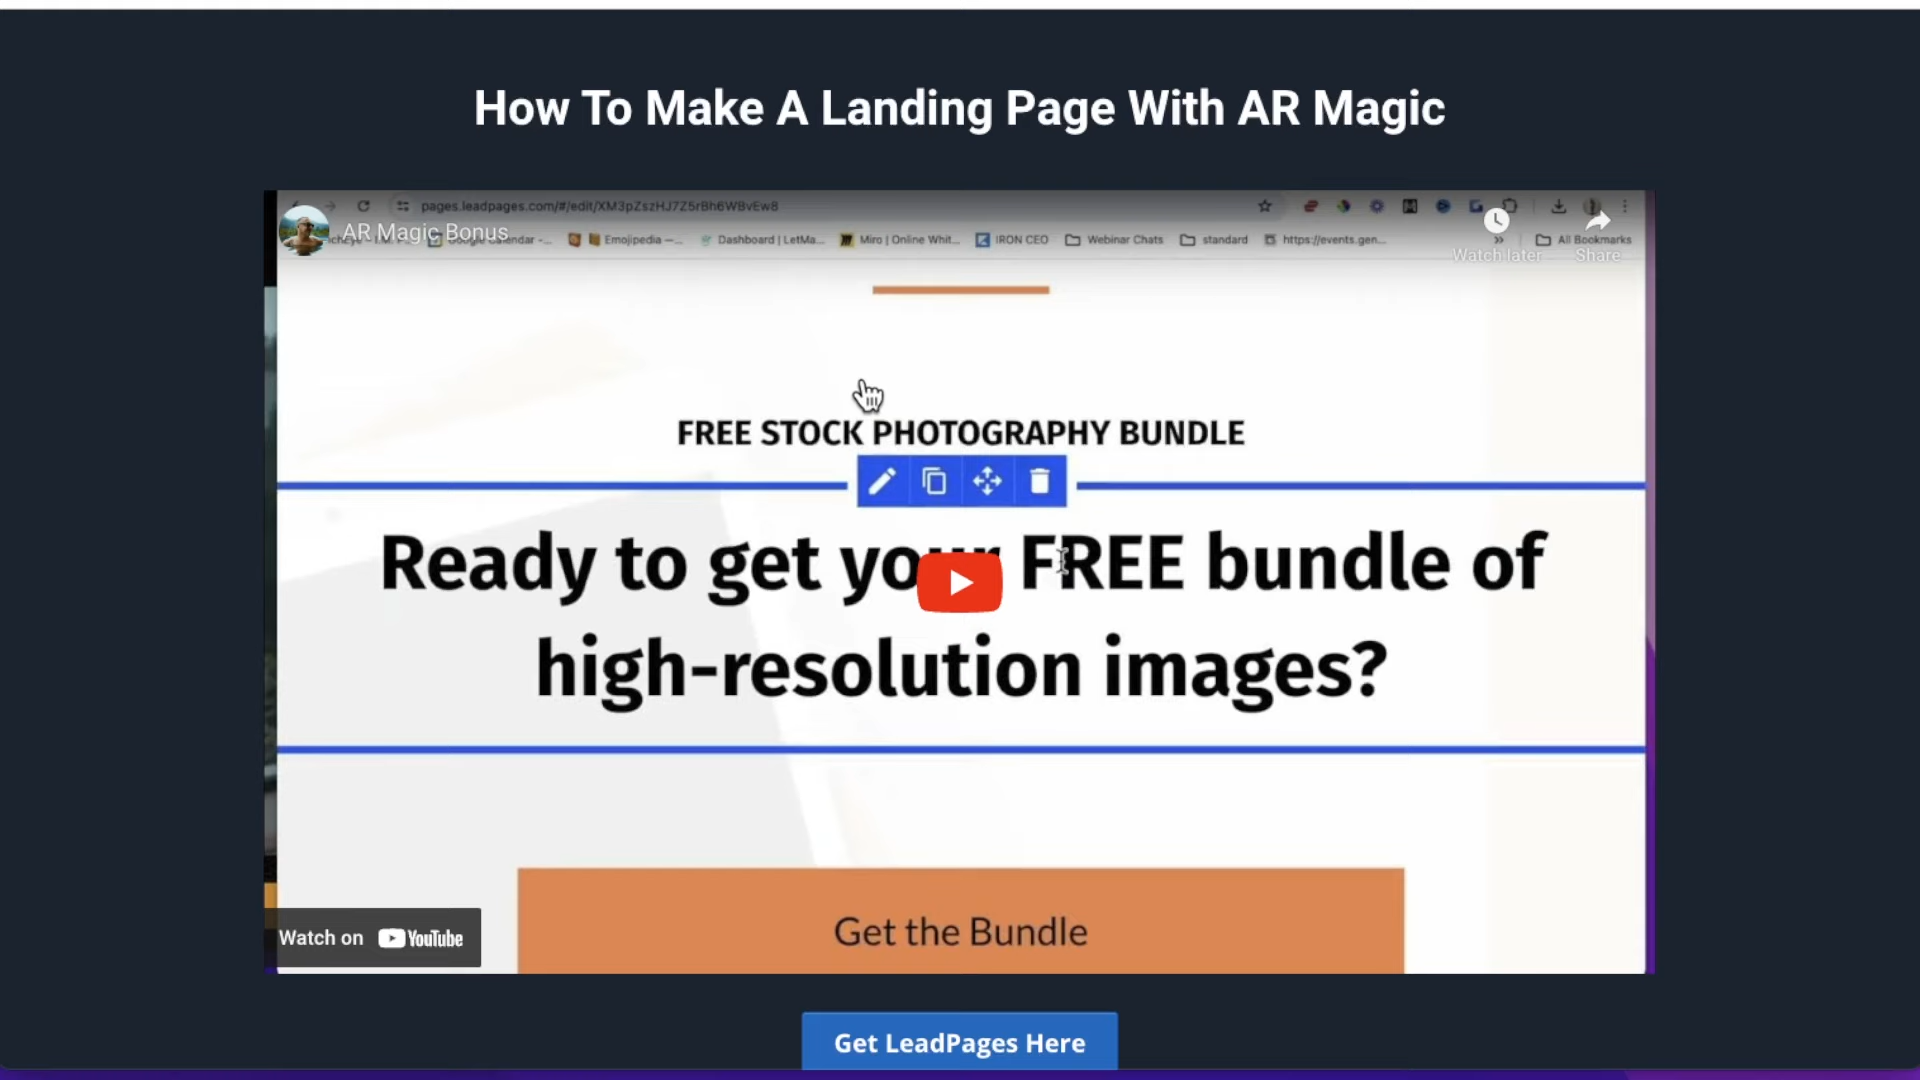 How To Make A Landing Page With AR Magic
pages.leadpages.com/#/edit/XM3pZszHJ7Z5rBh6WBvEw8
AR Magic Bonus
Emojipedia —...
Dashboard | LetMa...
Miro | Online Whit...
IRON CEO
Webinar Chats
standard
https://events.gen...
»
All Bookmarks
Watch later
Share
FREE STOCK PHOTOGRAPHY BUNDLE
Ready to get your FREE bundle of
high-resolution images?
Get the Bundle
Watch on YouTube
Get LeadPages Here